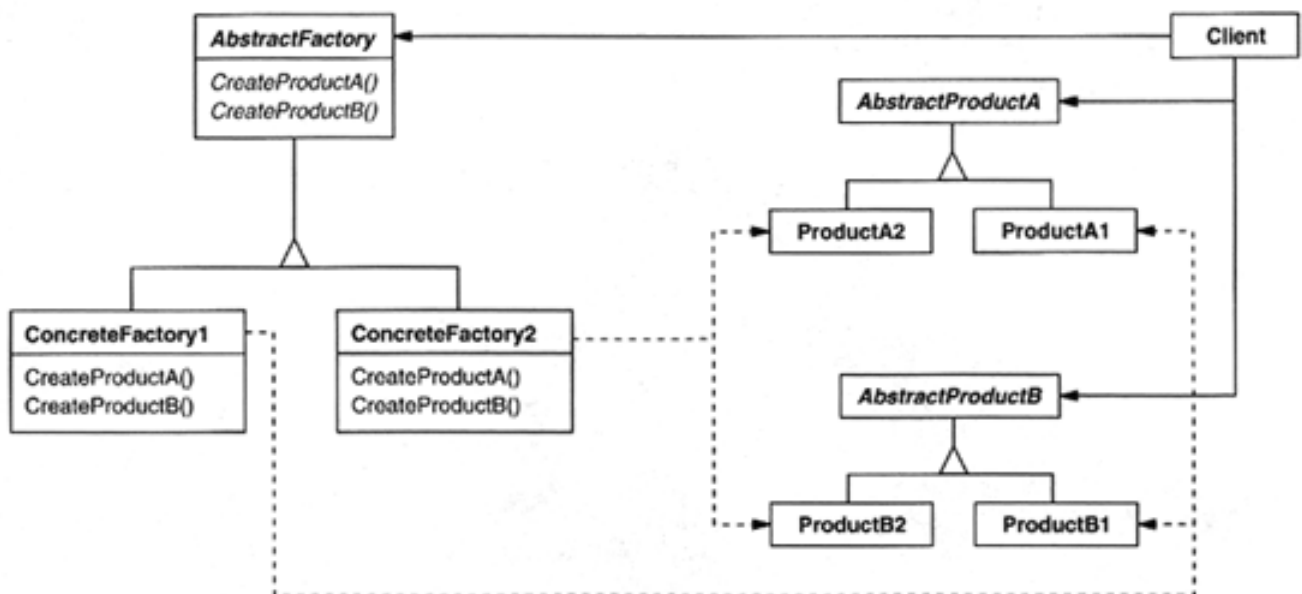 AbstractFactory
CreateProductA()
CreateProductB()
Client
AbstractProductA
ProductA2
ProductA1
ConcreteFactory1
CreateProductA()
CreateProductB()
ConcreteFactory2
CreateProductA()
CreateProductB()
AbstractProductB
ProductB2
ProductB1